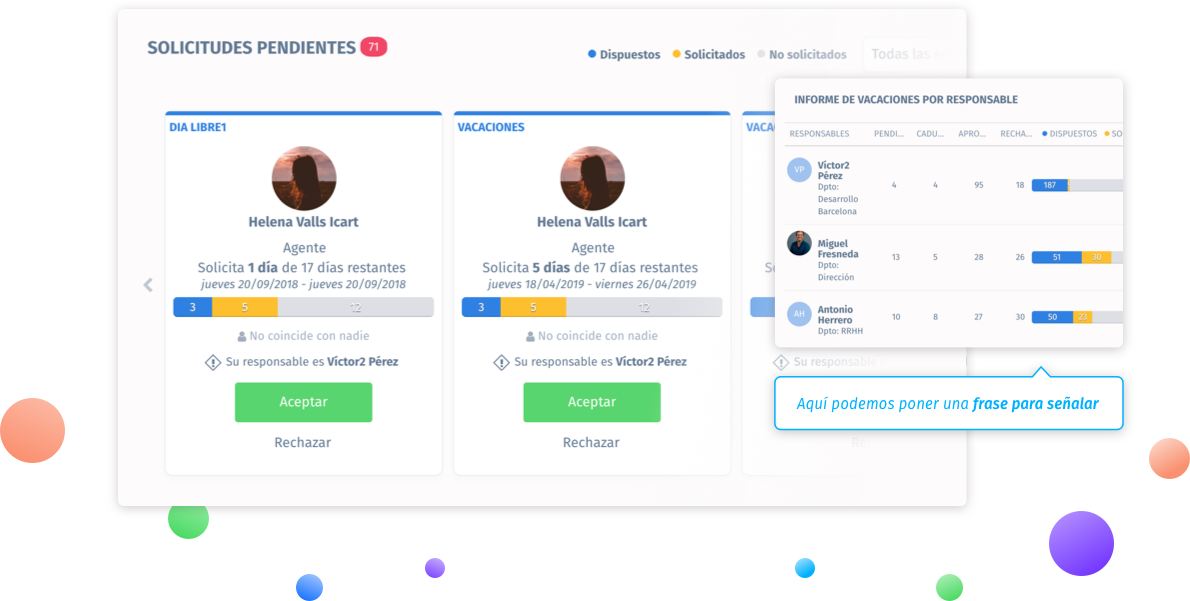 SOLICITUDES PENDIENTES 71
Dispuestos Solicitados No solicitados Todas las s
DIA LIBRE1
Helena Valls Icart
Agente
Solicita 1 día de 17 días restantes
jueves 20/09/2018 - jueves 20/09/2018
3 5 12
No coincide con nadie
Su responsable es Víctor2 Pérez
Aceptar
Rechazar
VACACIONES
Helena Valls Icart
Agente
Solicita 5 días de 17 días restantes
jueves 18/04/2019 - viernes 26/04/2019
3 5 12
No coincide con nadie
Su responsable es Víctor2 Pérez
Aceptar
Rechazar
VACA
So
Su responsable
Re
INFORME DE VACACIONES POR RESPONSABLE
RESPONSABLES PENDI... CADU... APRO... RECHA... DISPUESTOS SO
VP Víctor2
Pérez
Dpto:
Desarrollo
Barcelona
4 4 95 18 187
Miguel
Fresneda
Dpto:
Dirección
13 5 28 26 51 30
AH Antonio
Herrero
Dpto: RRHH
10 8 27 30 50 23
Aquí podemos poner una frase para señalar